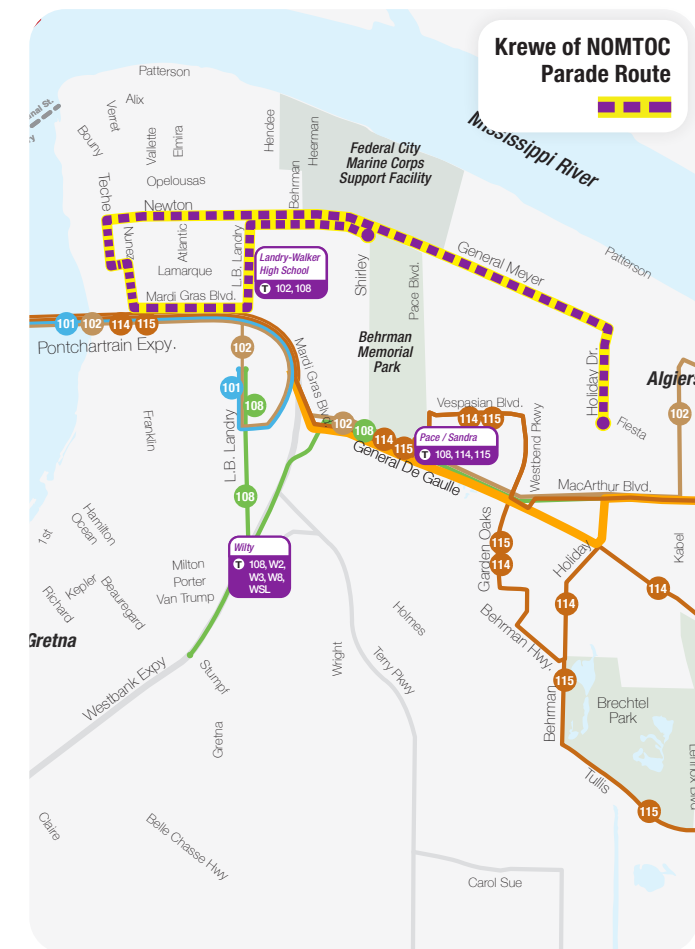 Krewe of NOMTOC
Parade Route
Mississippi River
Patterson
Alix
Verret
Bouny
Vallette
Elmira
Hendee
Heerman
Behrman
Federal City
Marine Corps
Support Facility
Teche
Opelousas
Newton
Nunez
Atlantic
Lamarque
L.B. Landry
Mardi Gras Blvd.
Landry-Walker
High School
T 102, 108
Shirley
Pace Blvd.
General Meyer
Patterson
101
102
114
115
Pontchartrain Expy.
102
Mardi Gras Blvd
Behrman
Memorial
Park
Holiday Dr.
Fiesta
Algiers
102
101
108
L.B. Landry
Franklin
102
108
114
115
General De Gaulle
Vespasian Blvd.
114
115
Pace / Sandra
T 108, 114, 115
Westbend Pkwy
MacArthur Blvd.
108
1st
Ocean
Hamilton
Richard
Kepler
Beauregard
Milton
Porter
Van Trump
Wilty
T 108, W2,
W3, W8,
WSL
Garden Oaks
115
114
Holiday
Kabel
114
114
Gretna
Westbank Expy
Stumpf
Gretna
Wright
Holmes
Terry Pkwy
Behrman Hwy.
115
Behrman
Brechtel
Park
Tullis
115
Claire
Belle Chasse Hwy
Carol Sue